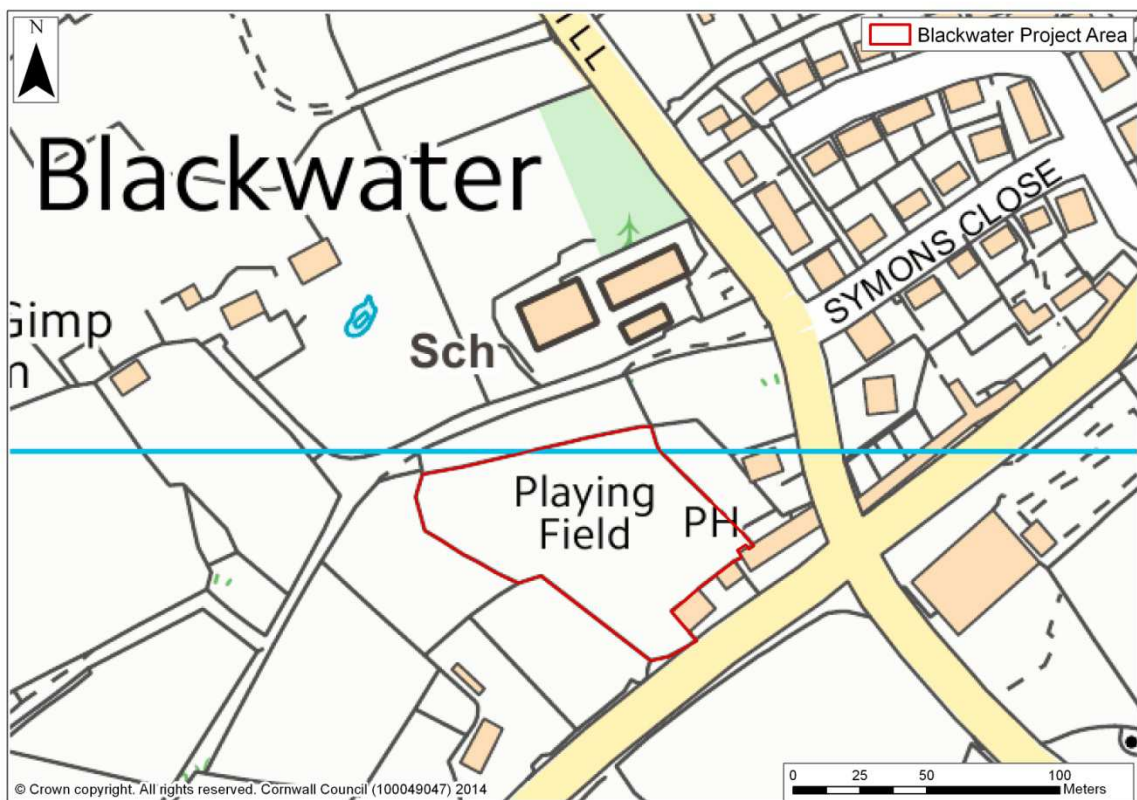 N
Blackwater Project Area
ILL
Blackwater
SYMONS CLOSE
Gimp
n
Sch
Playing
Field
PH
© Crown copyright. All rights reserved. Cornwall Council (100049047) 2014
0 25 50 100
Meters